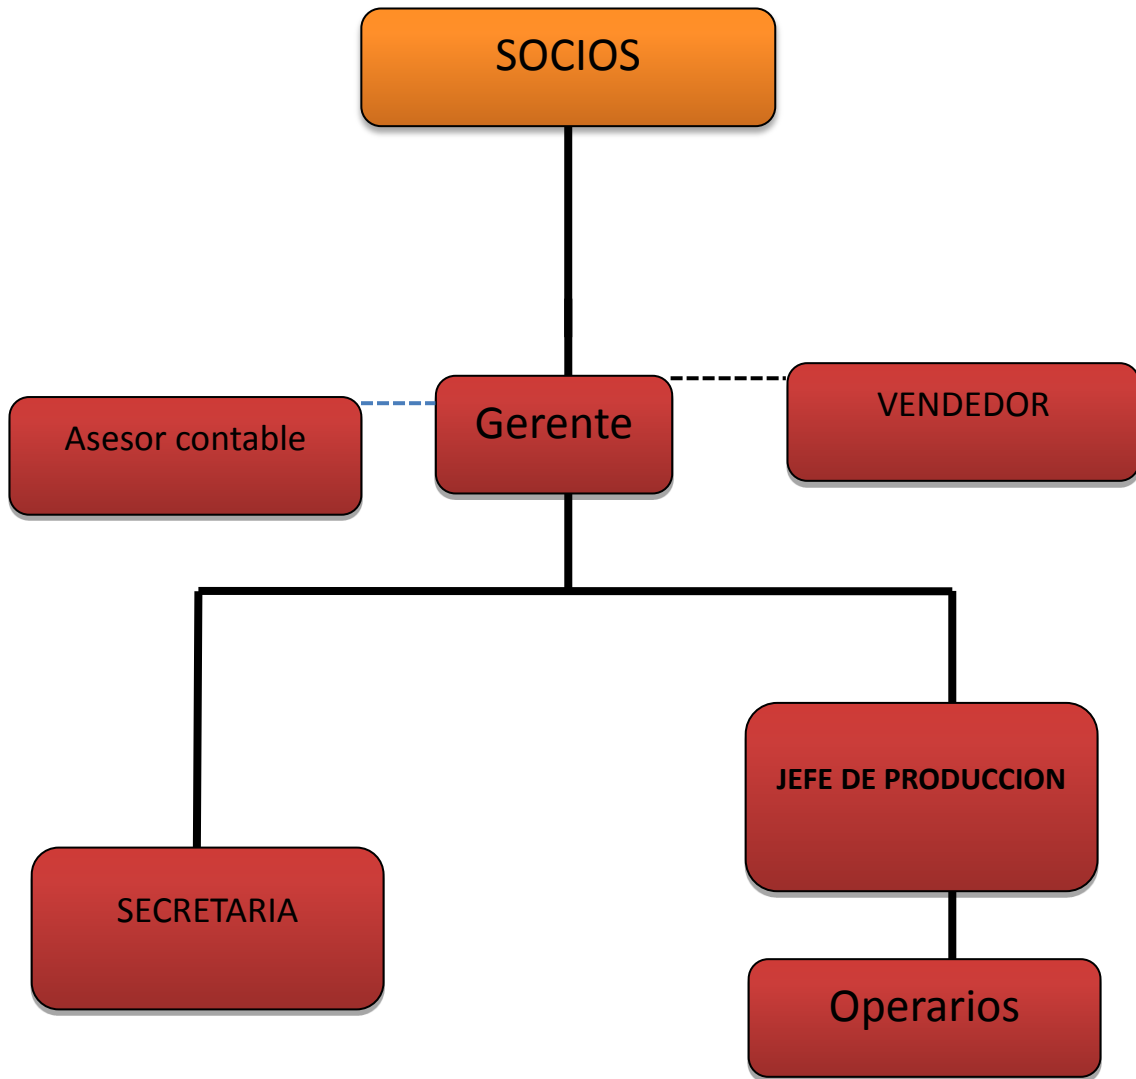 SOCIOS
Asesor contable
Gerente
VENDEDOR
JEFE DE PRODUCCION
SECRETARIA
Operarios